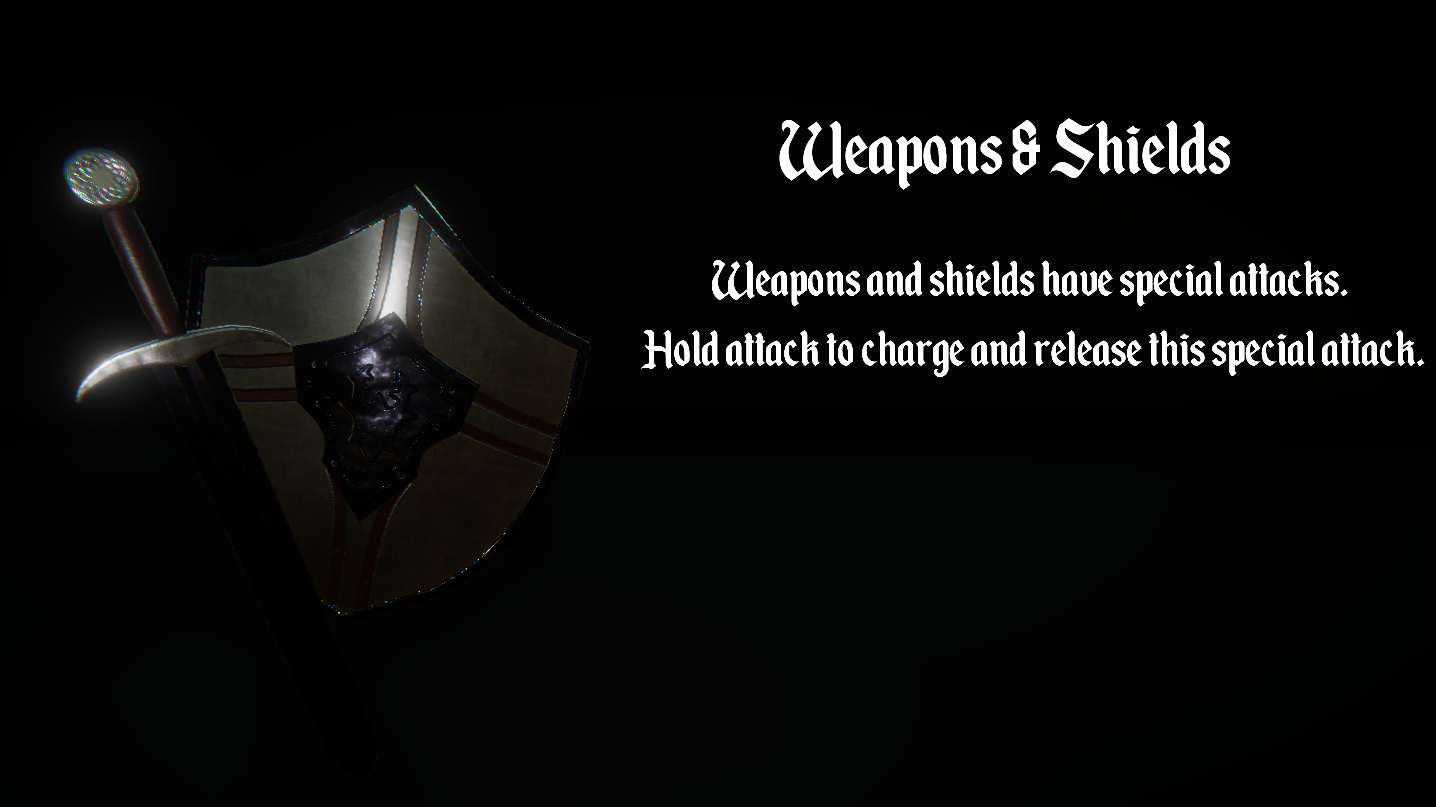 Weapons & Shields
Weapons and shields have special attacks.
Hold attack to charge and release this special attack.